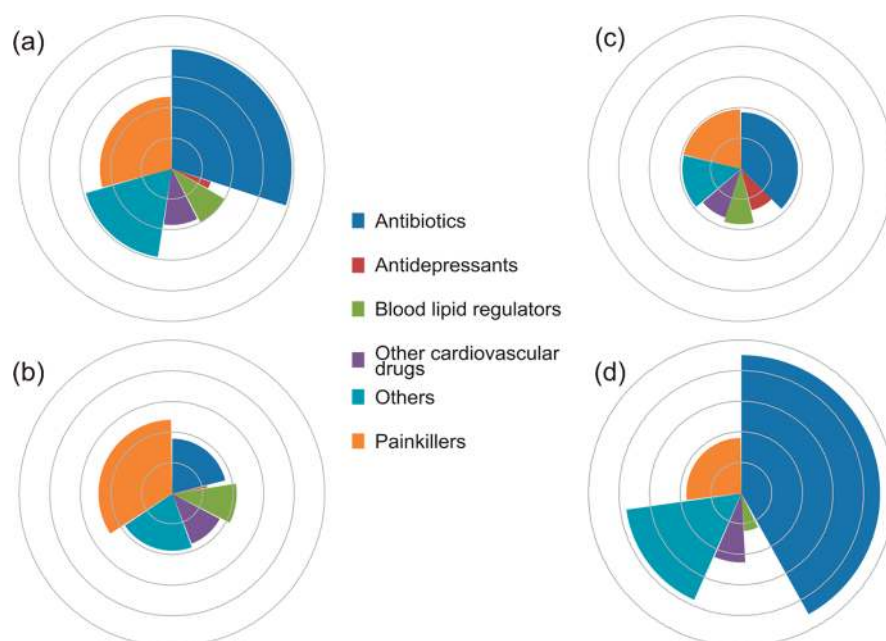 (a)
(c)
Antibiotics
Antidepressants
Blood lipid regulators
Other cardiovascular
drugs
Others
Painkillers
(b)
(d)